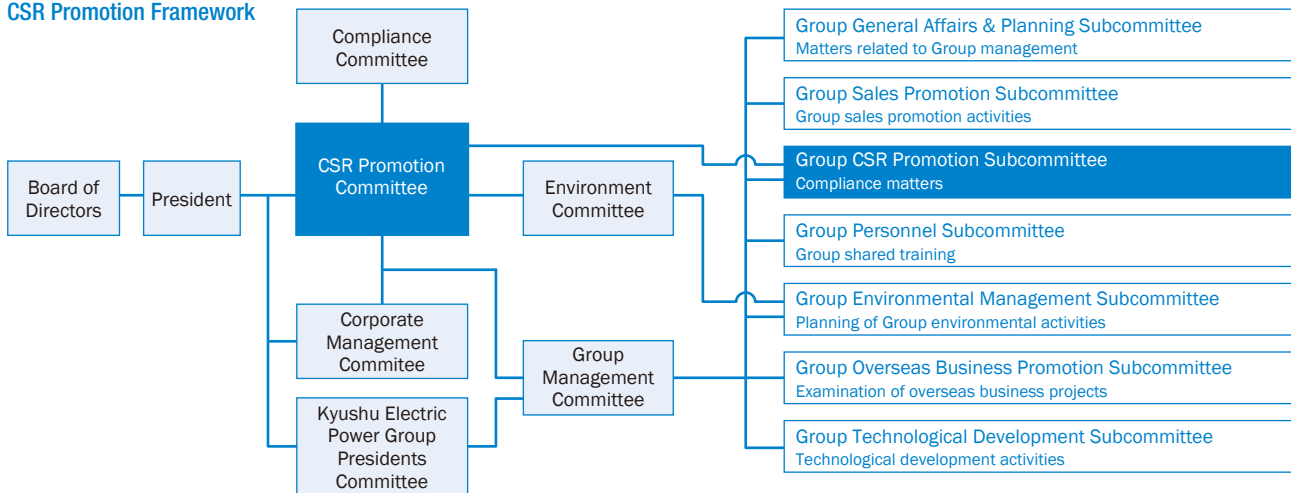 CSR Promotion Framework
Compliance
Committee
CSR Promotion
Committee
Board of
Directors
President
Environment
Committee
Corporate
Management
Commitee
Group
Management
Committee
Kyushu Electric
Power Group
Presidents
Committee
Group General Affairs & Planning Subcommittee
Matters related to Group management
Group Sales Promotion Subcommittee
Group sales promotion activities
Group CSR Promotion Subcommittee
Compliance matters
Group Personnel Subcommittee
Group shared training
Group Environmental Management Subcommittee
Planning of Group environmental activities
Group Overseas Business Promotion Subcommittee
Examination of overseas business projects
Group Technological Development Subcommittee
Technological development activities